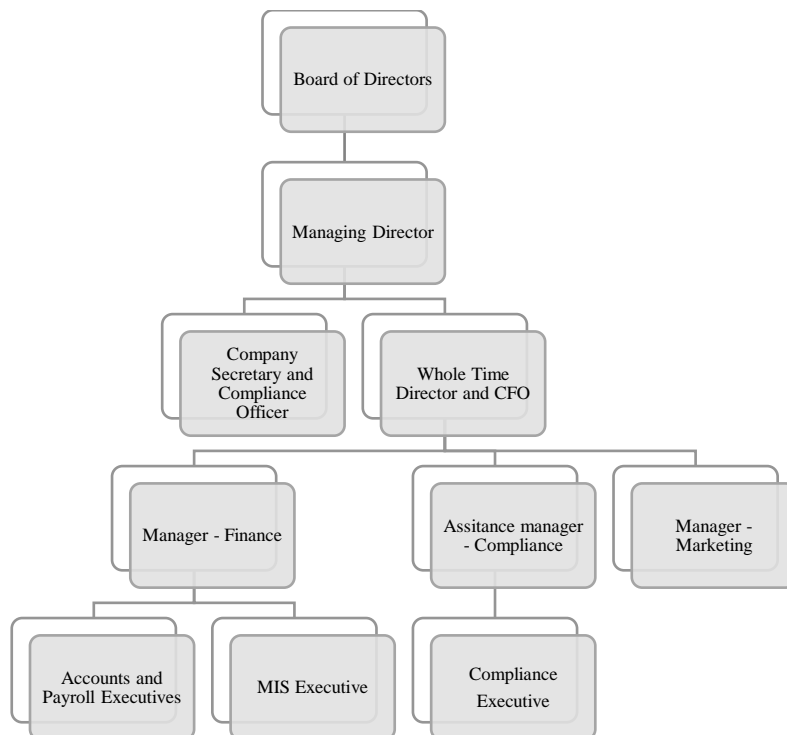 Board of Directors
Managing Director
Company
Secretary and
Compliance
Officer
Whole Time
Director and CFO
Manager - Finance
Assitance manager
- Compliance
Manager -
Marketing
Accounts and
Payroll Executives
MIS Executive
Compliance
Executive